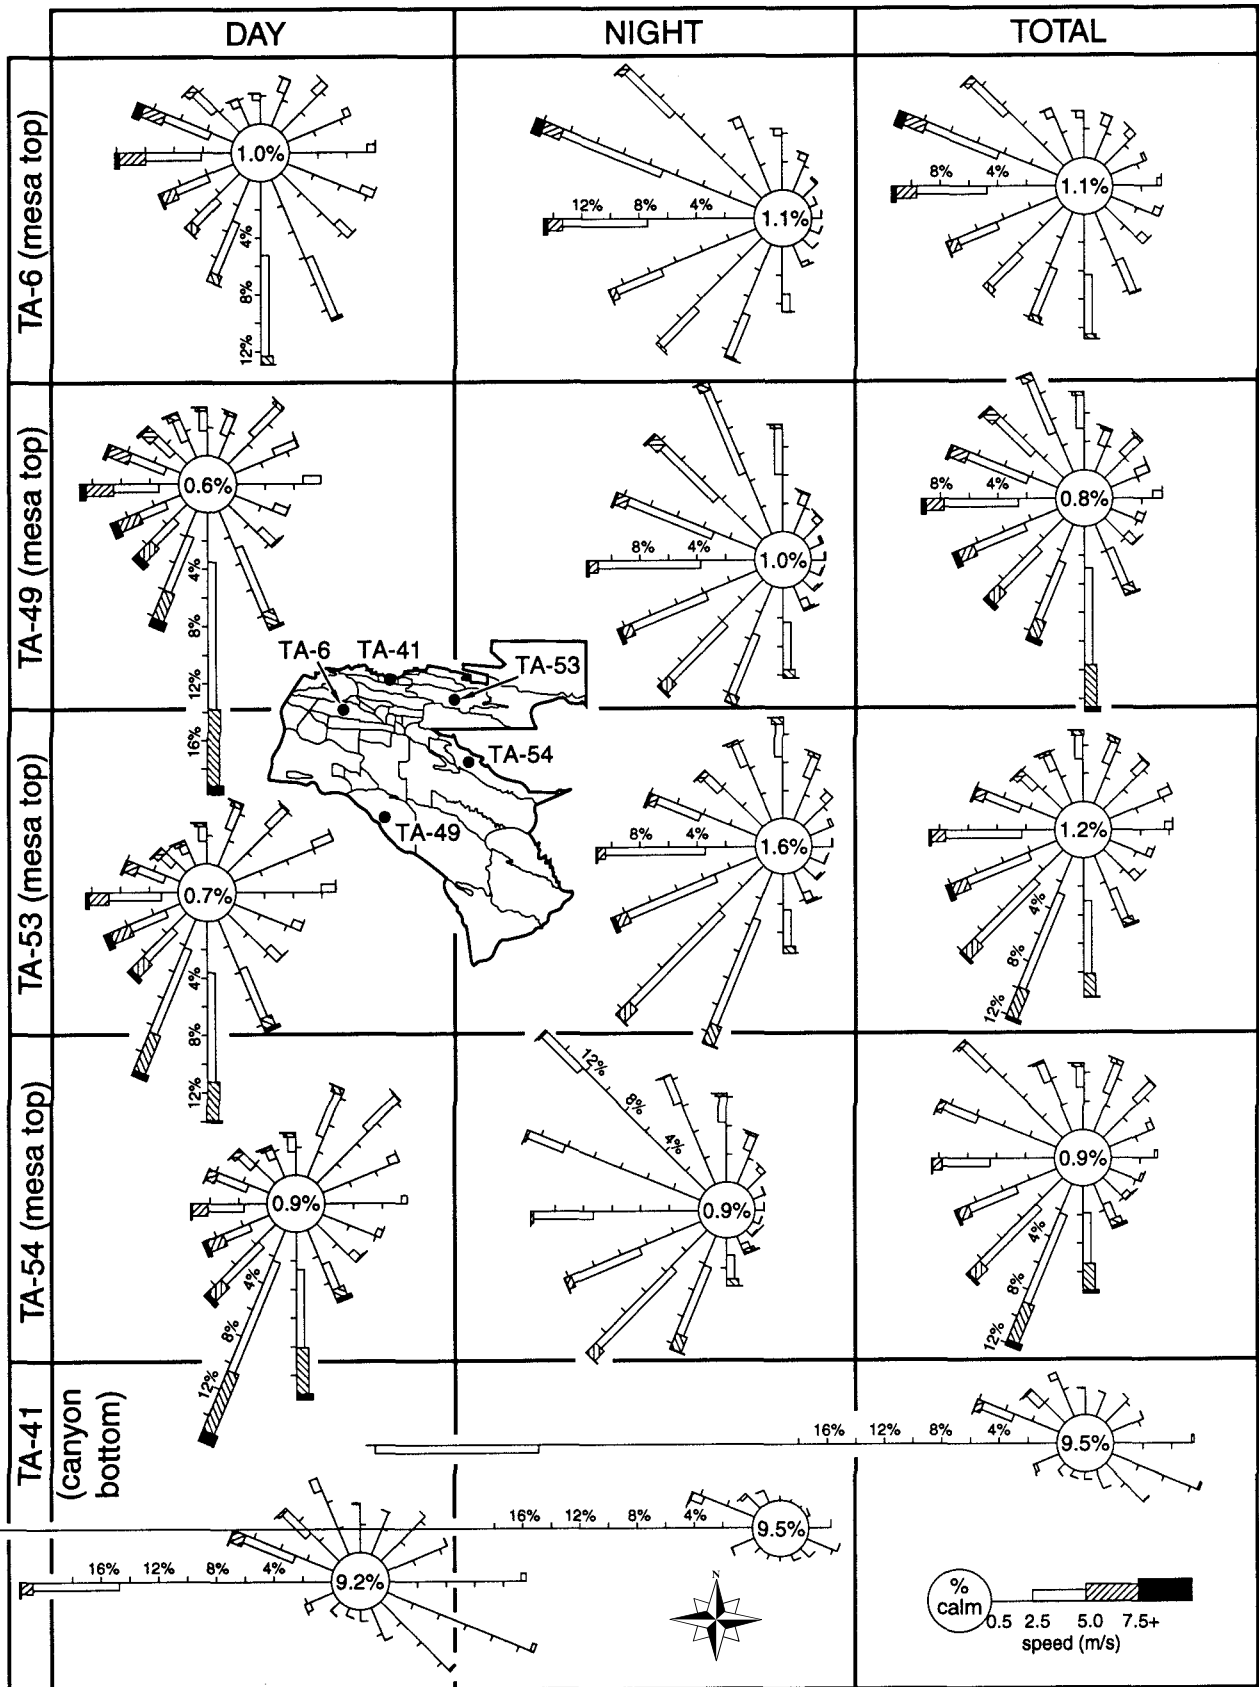 DAY NIGHT TOTAL
TA-6 (mesa top)
1.0%
4%
8%
12%
12% 8% 4%
1.1%
8% 4%
1.1%
TA-49 (mesa top)
0.6%
4%
8%
12%
16%
8% 4%
1.0%
8% 4%
0.8%
TA-6 TA-41
TA-53
TA-54
TA-49
TA-53 (mesa top)
0.7%
4%
8%
12%
8% 4%
1.6%
1.2%
4%
8%
12%
TA-54 (mesa top)
0.9%
4%
8%
12%
12%
8%
4%
0.9%
0.9%
4%
8%
12%
TA-41
(canyon
bottom)
16% 12% 8% 4%
9.5%
16% 12% 8% 4%
9.5%
16% 12% 8% 4%
9.2%
N
%
calm
0.5 2.5 5.0 7.5+
speed (m/s)